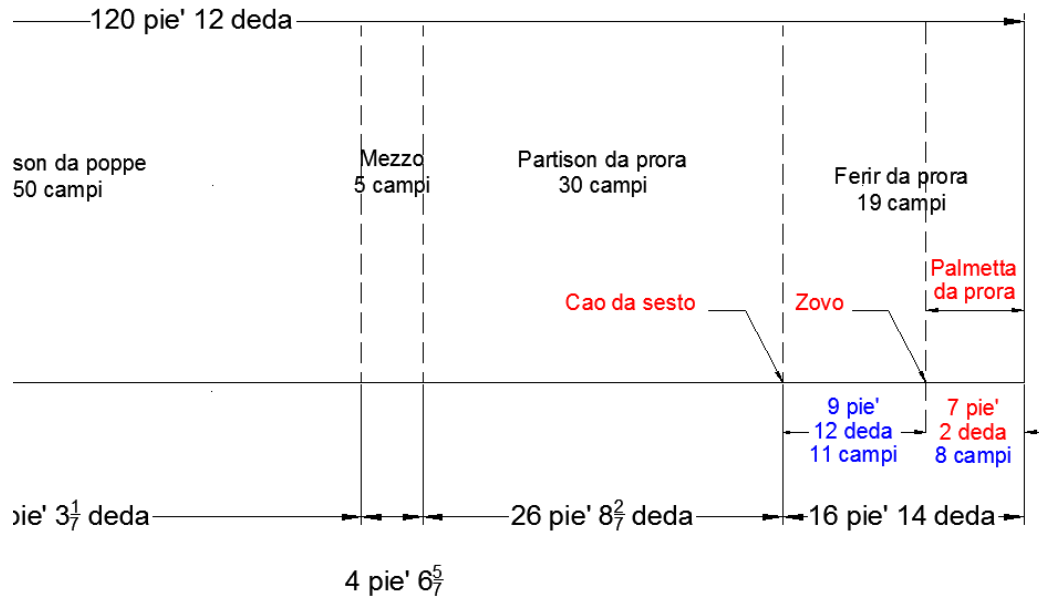 120 pie' 12 deda
son da poppe
50 campi
Mezzo
5 campi
Partison da prora
30 campi
Ferir da prora
19 campi
Palmetta
da prora
Cao da sesto
Zovo
9 pie'
12 deda
11 campi
7 pie'
2 deda
8 campi
pie' 3 1/7 deda
26 pie' 8 2/7 deda
16 pie' 14 deda
4 pie' 6 5/7